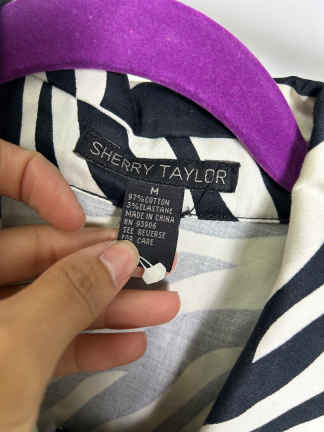 SHERRY TAYLOR
M
97% COTTON
3% ELASTANE
MADE IN CHINA
RN 93906
SEE REVERSE
FOR CARE